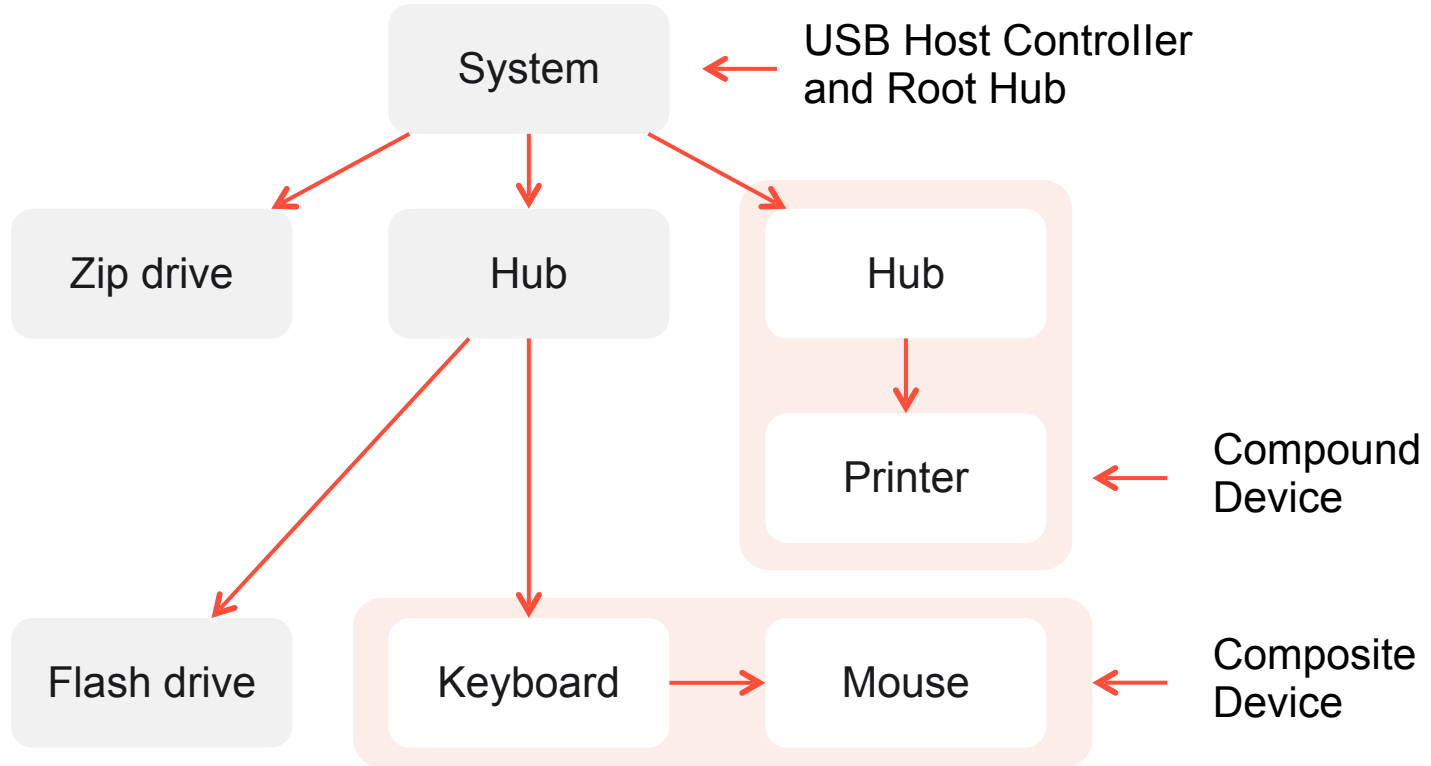 System
USB Host Controller
and Root Hub
Zip drive
Hub
Hub
Printer
Compound
Device
Flash drive
Keyboard
Mouse
Composite
Device